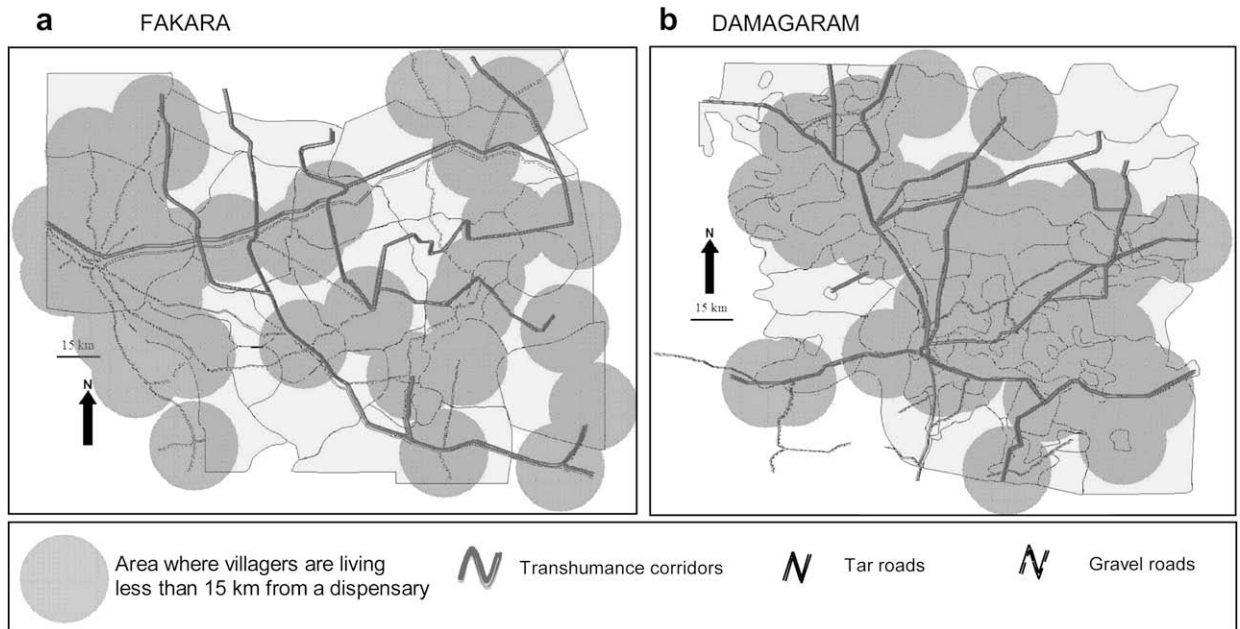 a FAKARA
b DAMAGARAM
15 km
N
N
15 km
Area where villagers are living
less than 15 km from a dispensary
Transhumance corridors
Tar roads
Gravel roads